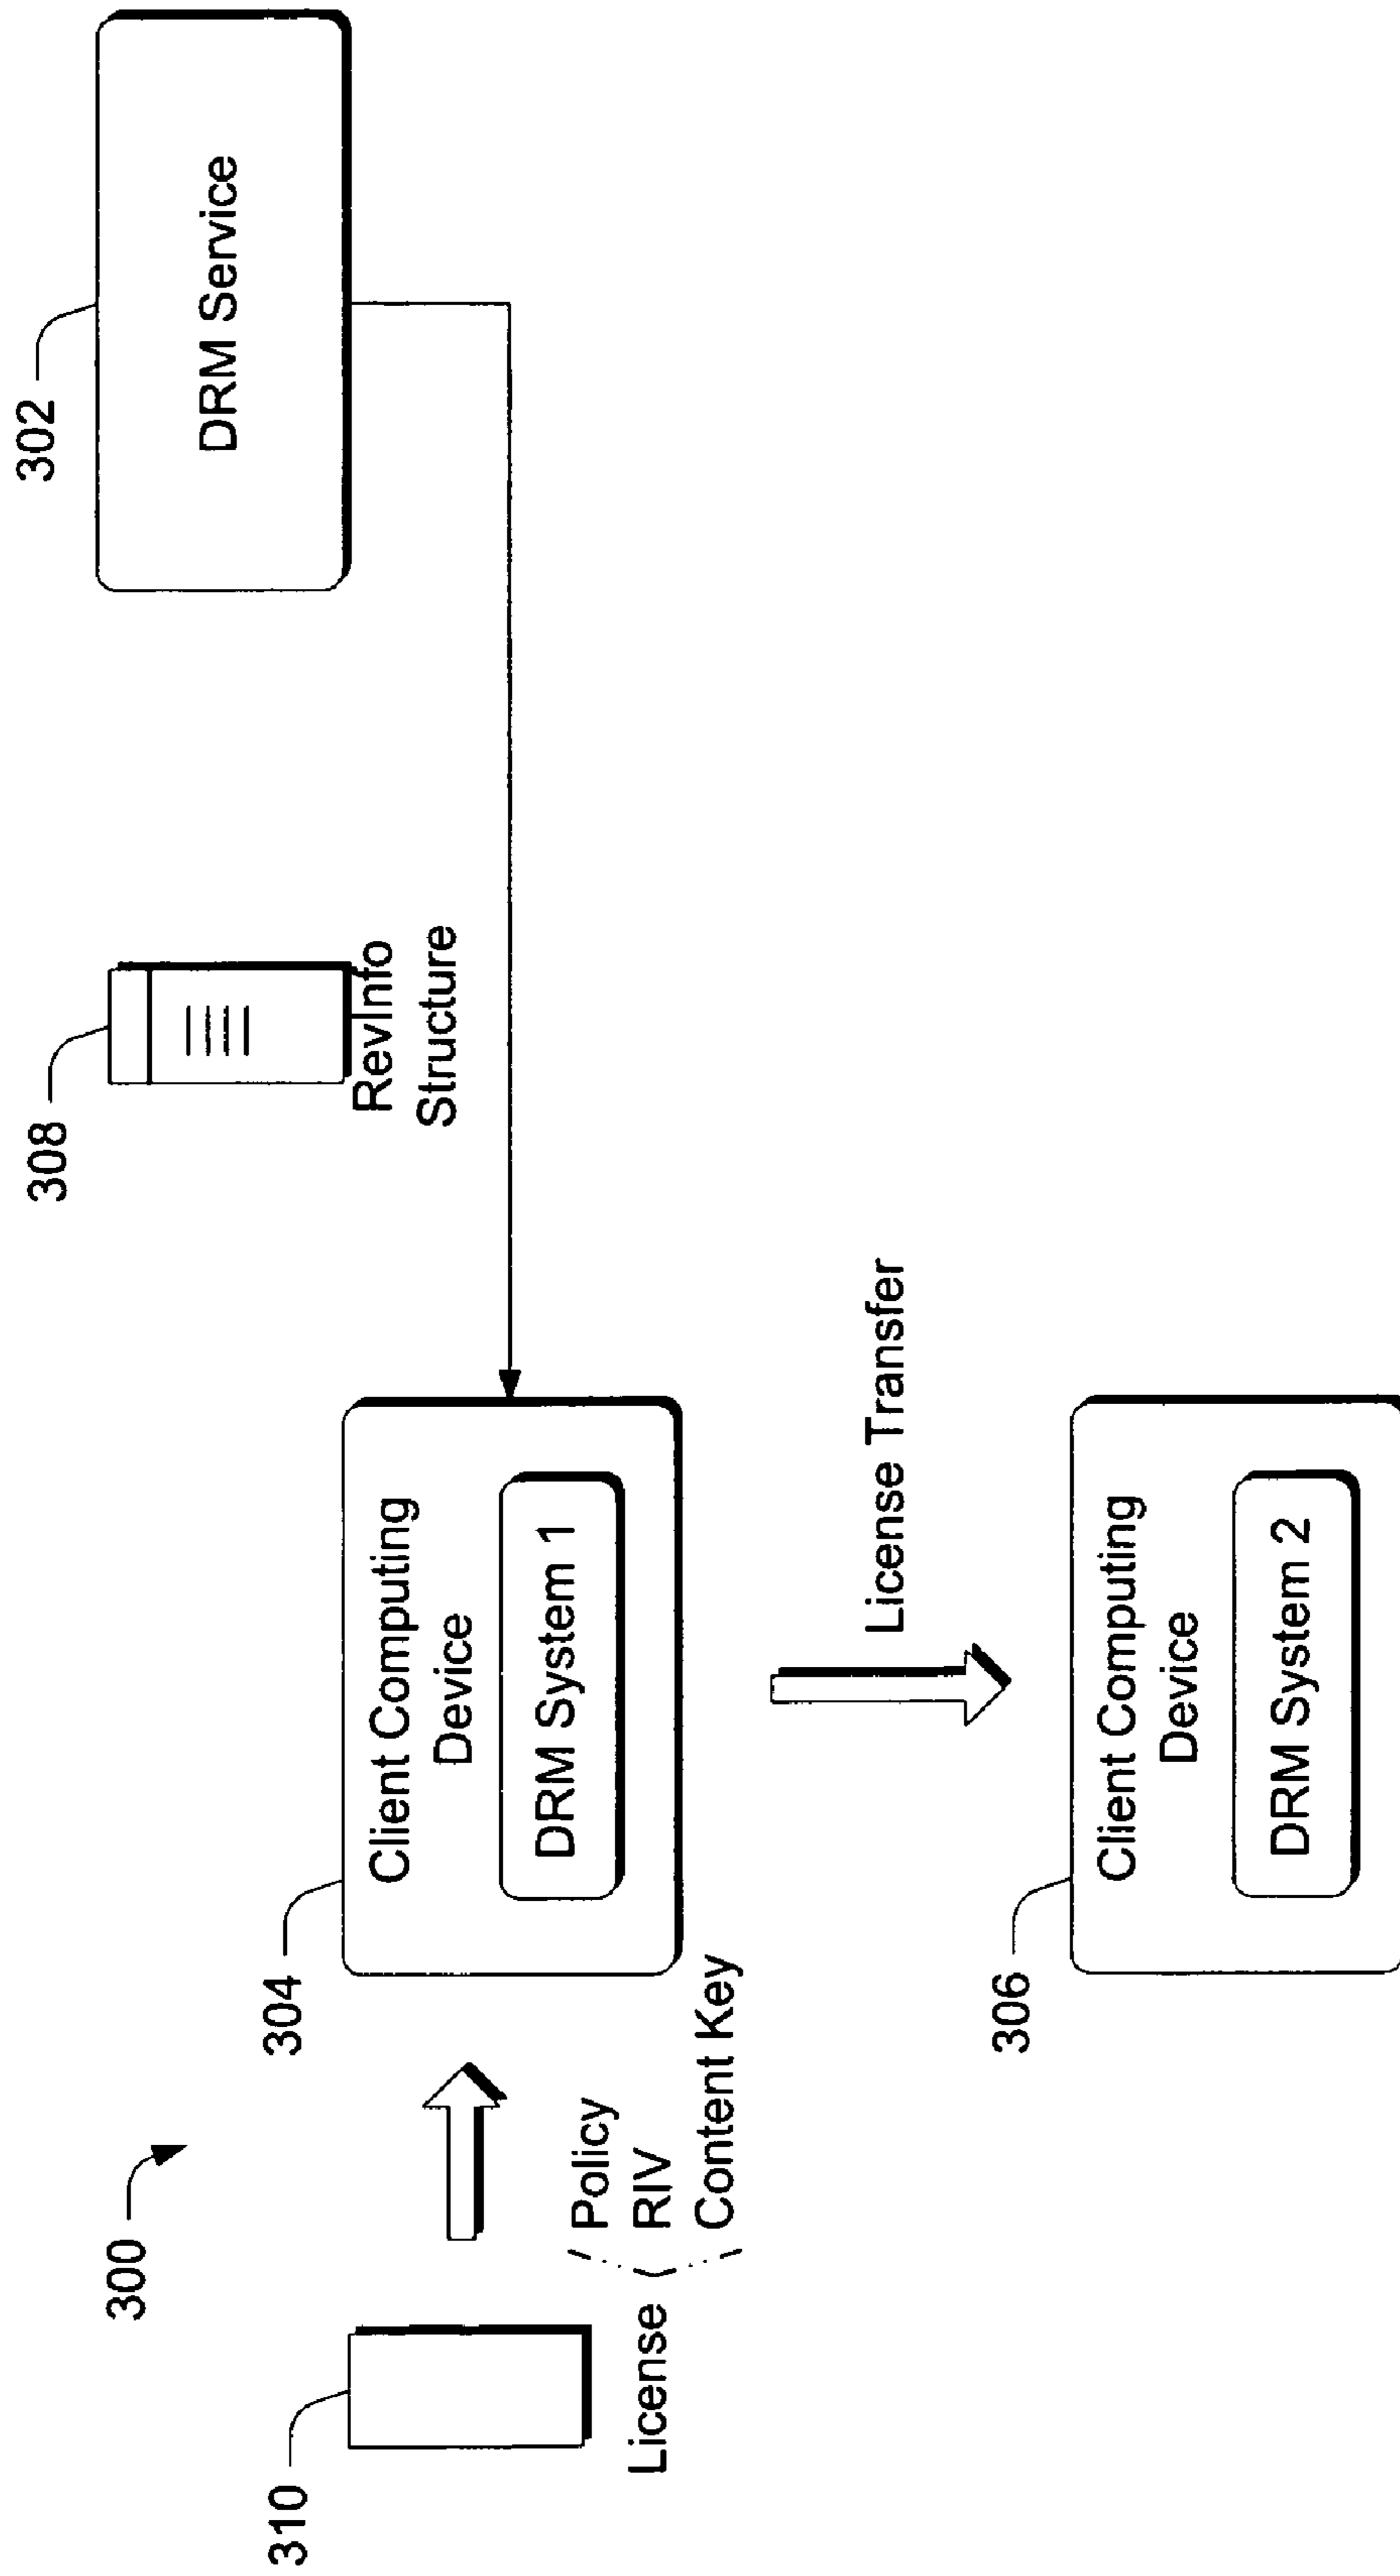 300
310
License
Policy
RIV
Content Key
304
Client Computing
Device
DRM System 1
308
RevInfo
Structure
302
DRM Service
License Transfer
306
Client Computing
Device
DRM System 2